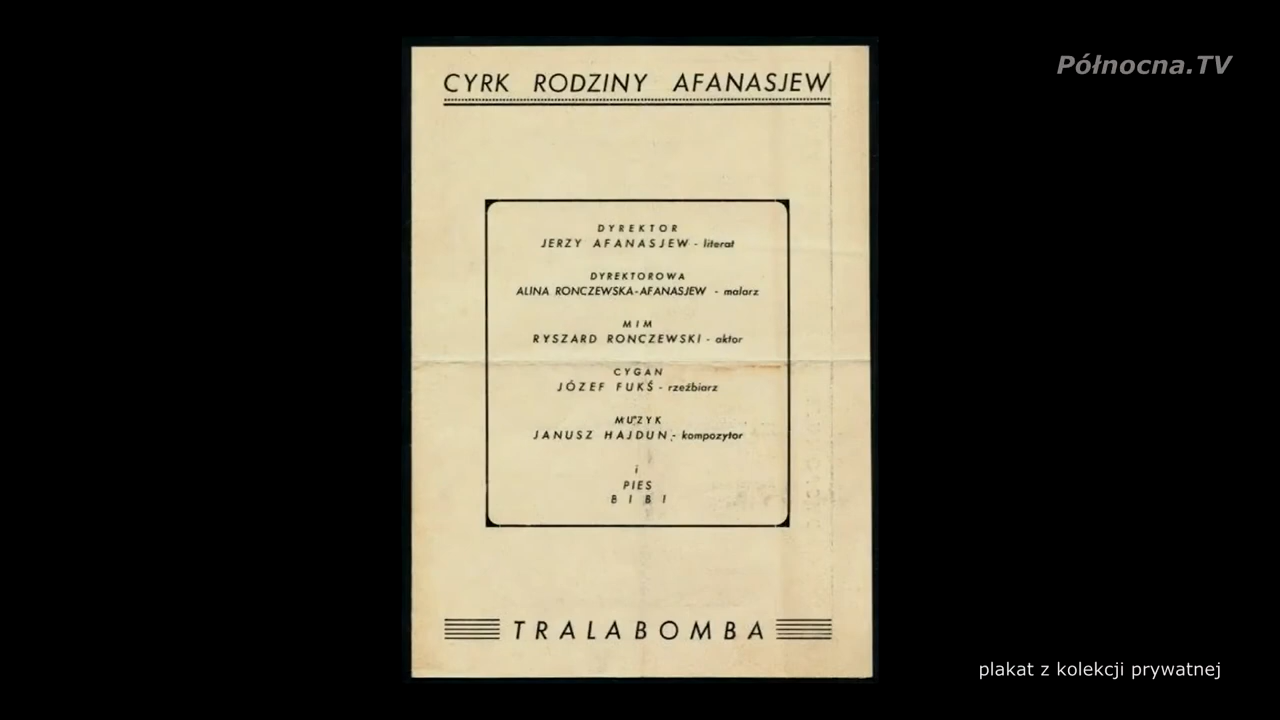 Północna.TV
CYRK RODZINY AFANASJEW
DYREKTOR
JERZY AFANASJEW - literat
DYREKTOROWA
ALINA RONCZEWSKA-AFANASJEW - malarz
MIM
RYSZARD RONCZEWSKI - aktor
CYGAN
JÓZEF FUKŚ - rzeźbiarz
MUZYK
JANUSZ HAJDUN - kompozytor
i
PIES
BIBI
TRALABOMBA
plakat z kolekcji prywatnej